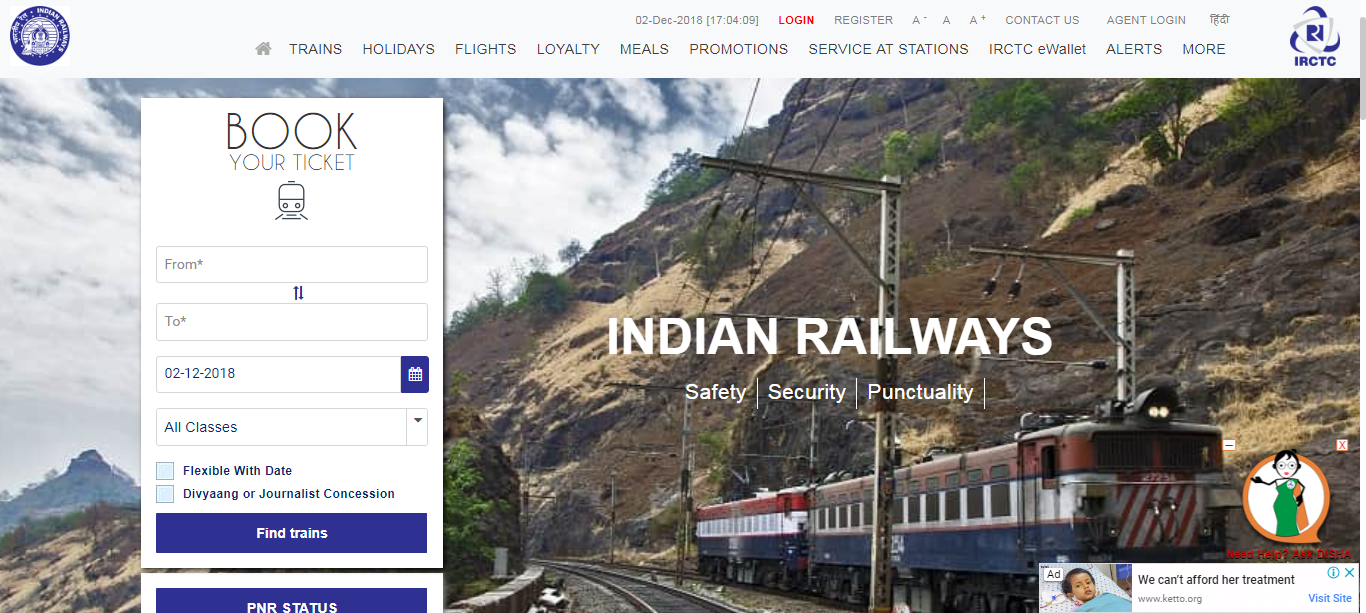 INDIAN RAILWAY
02-Dec-2018 [17:04:09] LOGIN REGISTER A - A A + CONTACT US AGENT LOGIN हिंदी
TRAINS HOLIDAYS FLIGHTS LOYALTY MEALS PROMOTIONS SERVICE AT STATIONS IRCTC eWallet ALERTS MORE
IRCTC
BOOK
YOUR TICKET
From*
To*
02-12-2018
All Classes
Flexible With Date
Divyaang or Journalist Concession
Find trains
PNR STATUS
INDIAN RAILWAYS
Safety
Security
Punctuality
X
Need Help? Ask DISHA
Ad
We can't afford her treatment
www.ketto.org
Visit Site